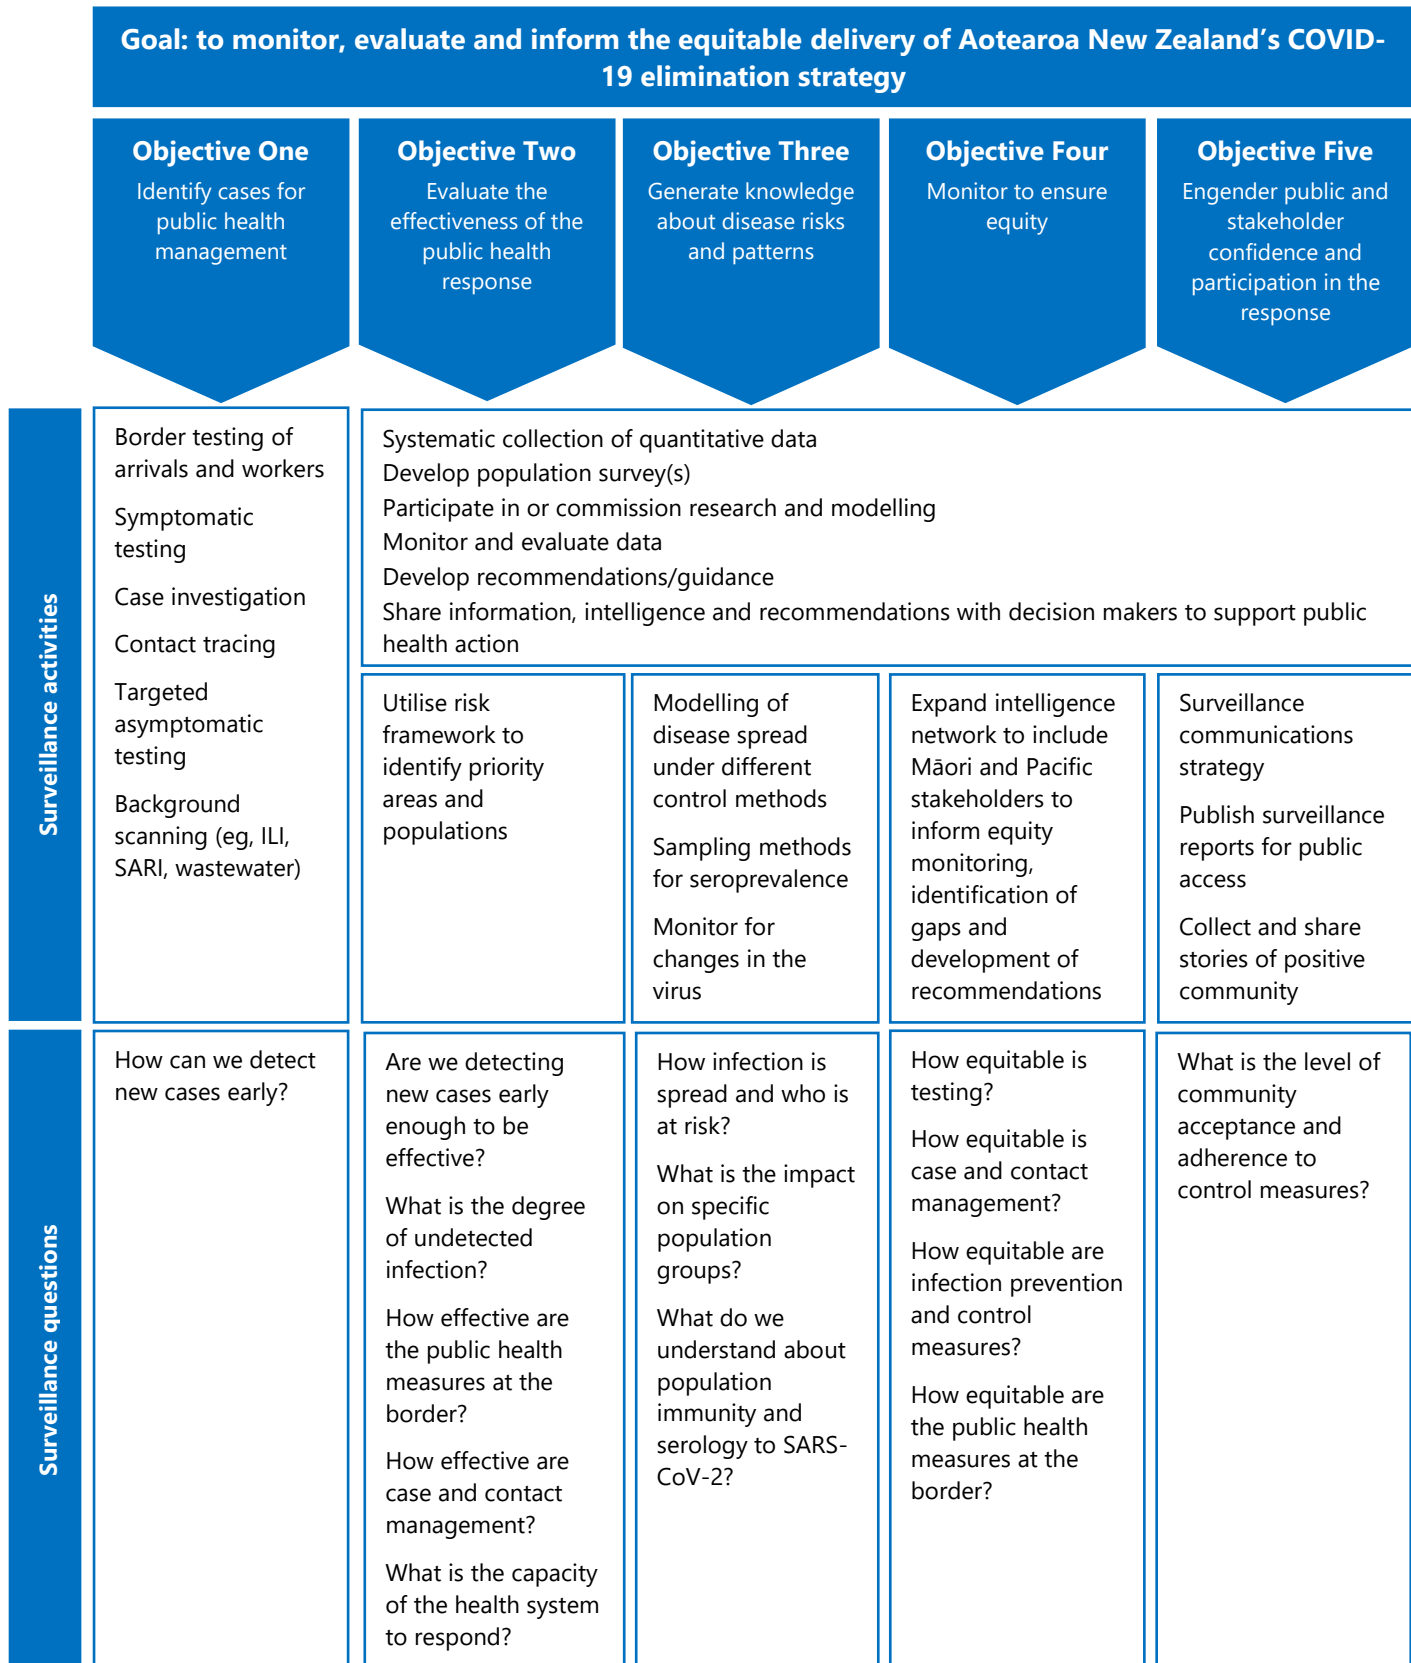 Goal: to monitor, evaluate and inform the equitable delivery of Aotearoa New Zealand’s COVID-
19 elimination strategy
Objective One
Identify cases for
public health
management
Objective Two
Evaluate the
effectiveness of the
public health
response
Objective Three
Generate knowledge
about disease risks
and patterns
Objective Four
Monitor to ensure
equity
Objective Five
Engender public and
stakeholder
confidence and
participation in the
response
Surveillance activities
Border testing of
arrivals and workers
Symptomatic
testing
Case investigation
Contact tracing
Targeted
asymptomatic
testing
Background
scanning (eg, ILI,
SARI, wastewater)
Systematic collection of quantitative data
Develop population survey(s)
Participate in or commission research and modelling
Monitor and evaluate data
Develop recommendations/guidance
Share information, intelligence and recommendations with decision makers to support public
health action
Utilise risk
framework to
identify priority
areas and
populations
Modelling of
disease spread
under different
control methods
Sampling methods
for seroprevalence
Monitor for
changes in the
virus
Expand intelligence
network to include
Māori and Pacific
stakeholders to
inform equity
monitoring,
identification of
gaps and
development of
recommendations
Surveillance
communications
strategy
Publish surveillance
reports for public
access
Collect and share
stories of positive
community
Surveillance questions
How can we detect
new cases early?
Are we detecting
new cases early
enough to be
effective?
What is the degree
of undetected
infection?
How effective are
the public health
measures at the
border?
How effective are
case and contact
management?
What is the capacity
of the health system
to respond?
How infection is
spread and who is
at risk?
What is the impact
on specific
population
groups?
What do we
understand about
population
immunity and
serology to SARS-
CoV-2?
How equitable is
testing?
How equitable is
case and contact
management?
How equitable are
infection prevention
and control
measures?
How equitable are
the public health
measures at the
border?
What is the level of
community
acceptance and
adherence to
control measures?